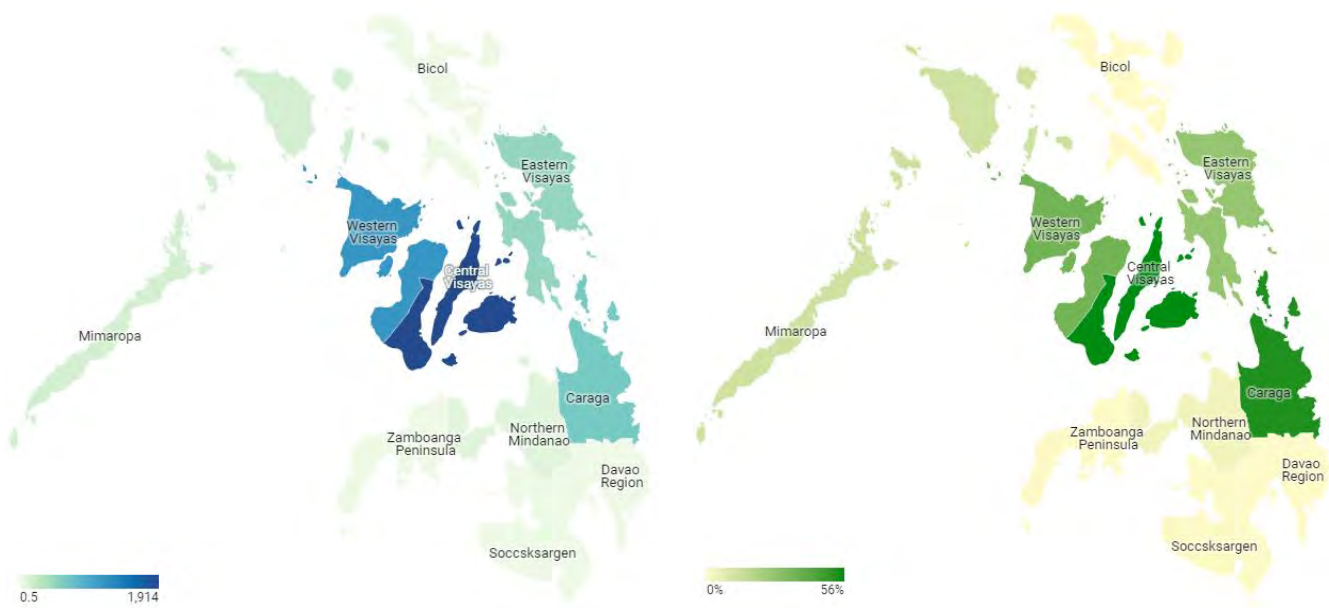 Bicol
Eastern
Visayas
Western
Visayas
Central
Visayas
Mimaropa
Caraga
Northern
Mindanao
Zamboanga
Peninsula
Davao
Region
Soccsksargen
0.5 1,914
Bicol
Eastern
Visayas
Western
Visayas
Central
Visayas
Mimaropa
Caraga
Northern
Mindanao
Zamboanga
Peninsula
Davao
Region
Soccsksargen
0% 56%